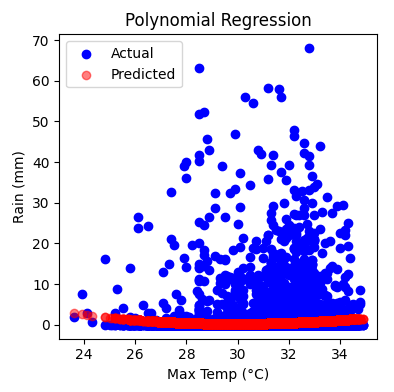 Polynomial Regression
Actual
Predicted
70
60
50
40
30
20
10
0
Rain (mm)
24 26 28 30 32 34
Max Temp (°C)